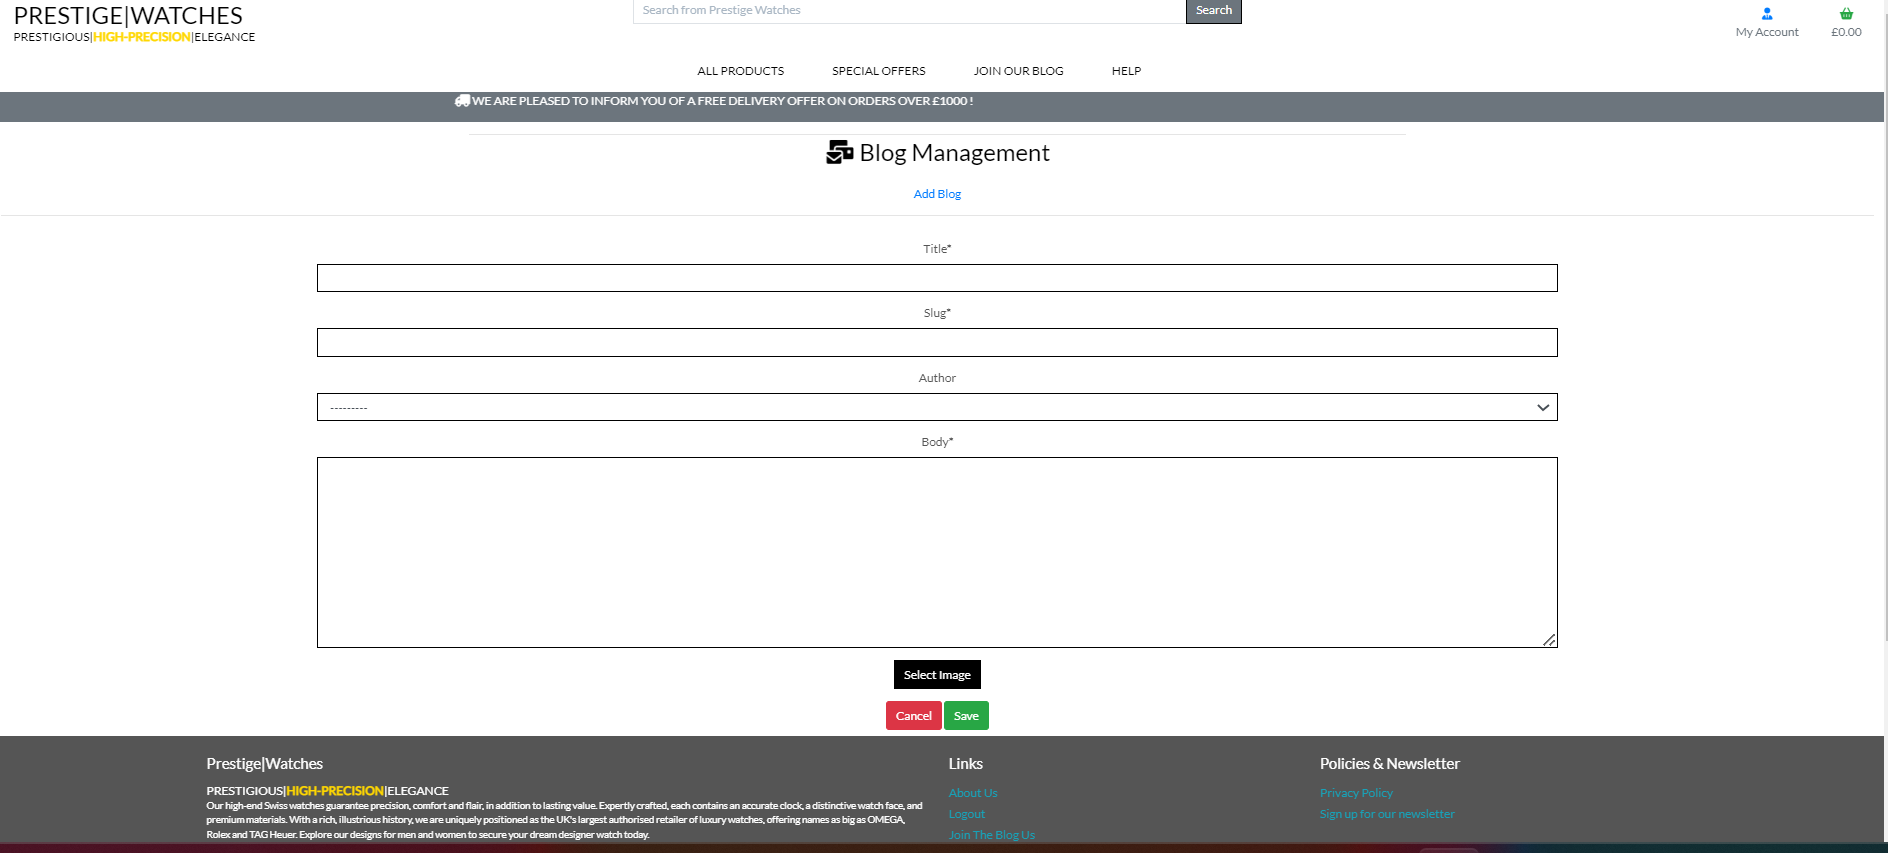 PRESTIGE|WATCHES
PRESTIGIOUS|HIGH-PRECISION|ELEGANCE
Search from Prestige Watches
Search
My Account
£0.00
ALL PRODUCTS
SPECIAL OFFERS
JOIN OUR BLOG
HELP
WE ARE PLEASED TO INFORM YOU OF A FREE DELIVERY OFFER ON ORDERS OVER £1000 !
Blog Management
Add Blog
Title*
Slug*
Author
---------
Body*
Select Image
Cancel
Save
Prestige|Watches
PRESTIGIOUS|HIGH-PRECISION|ELEGANCE
Our high-end Swiss watches guarantee precision, comfort and flair, in addition to lasting value. Expertly crafted, each contains an accurate clock, a distinctive watch face, and
premium materials. With a rich, illustrious history, we are uniquely positioned as the UK's largest authorised retailer of luxury watches, offering names as big as OMEGA,
Rolex and TAG Heuer. Explore our designs for men and women to secure your dream designer watch today.
Links
About Us
Logout
Join The Blog Us
Policies & Newsletter
Privacy Policy
Sign up for our newsletter